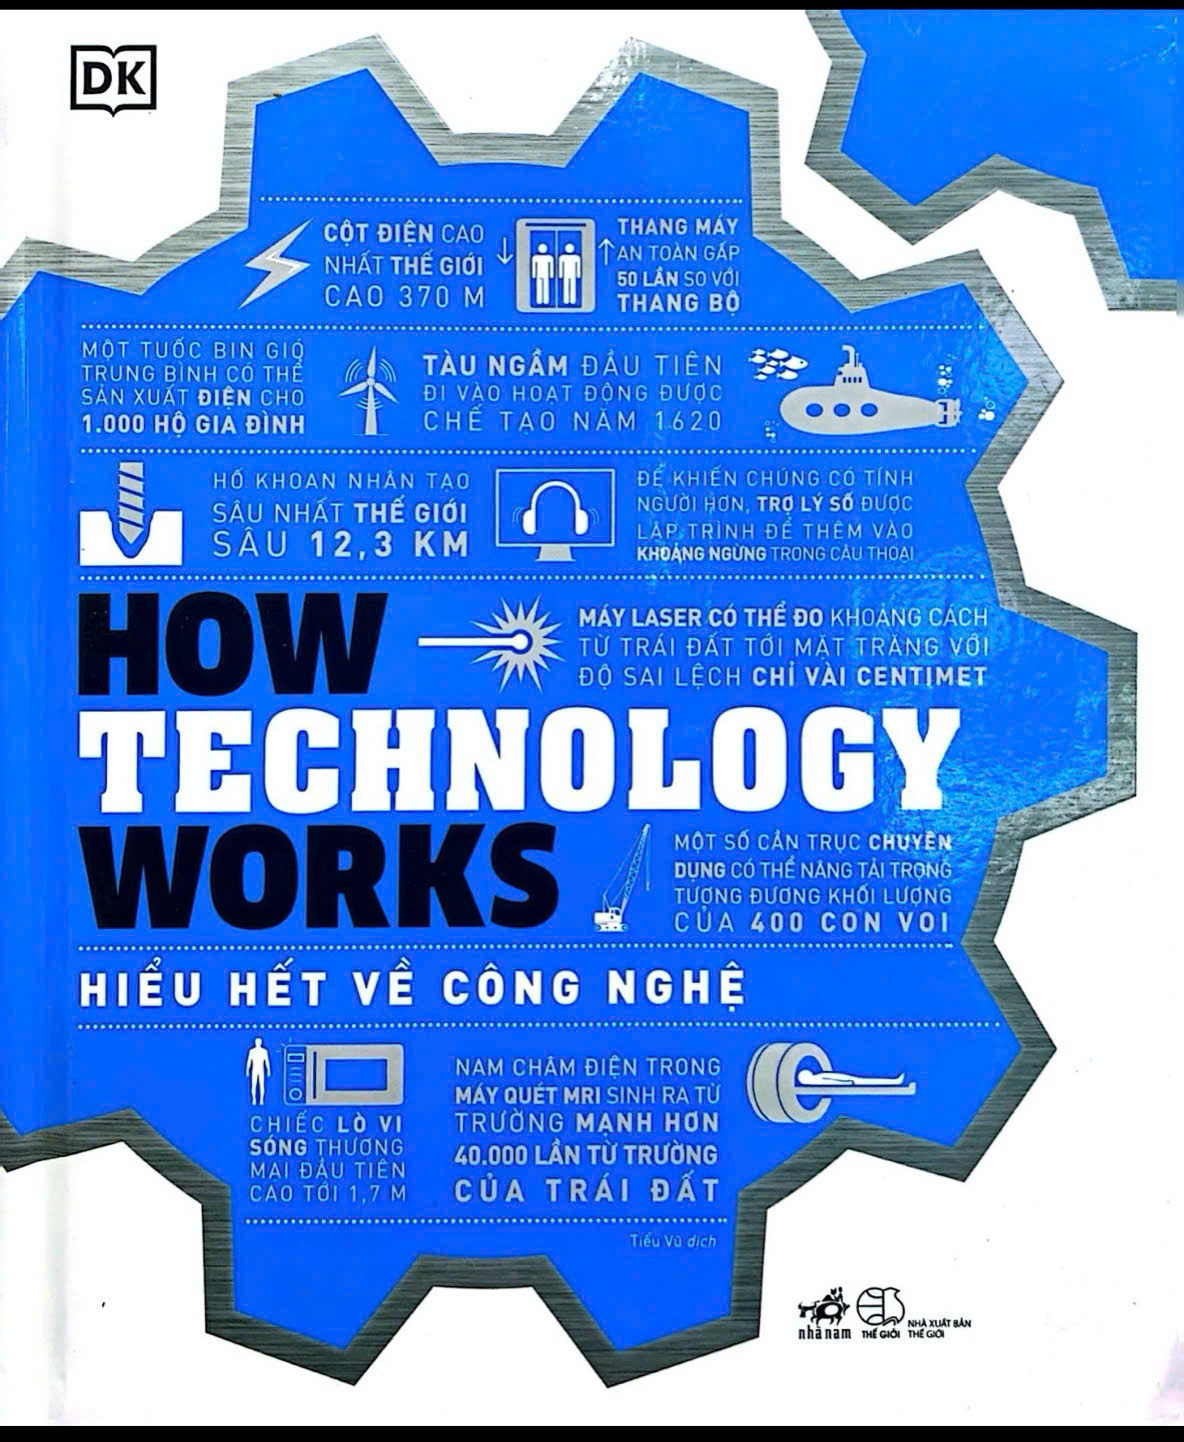 DK
CỘT ĐIỆN CAO
NHẤT THẾ GIỚI
CAO 370 M
THANG MÁY
AN TOÀN GẤP
50 LẦN SO VỚI
THANG BỘ
MỘT TUỐC BIN GIÓ
TRUNG BÌNH CÓ THỂ
SẢN XUẤT ĐIỆN CHO
1.000 HỘ GIA ĐÌNH
TÀU NGẦM ĐẦU TIÊN
ĐI VÀO HOẠT ĐỘNG ĐƯỢC
CHẾ TẠO NĂM 1620
HỐ KHOAN NHÂN TẠO
SÂU NHẤT THẾ GIỚI
SÂU 12,3 KM
ĐỂ KHIẾN CHÚNG CÓ TÍNH
NGƯỜI HƠN, TRỢ LÝ SỐ ĐƯỢC
LẬP TRÌNH ĐỂ THÊM VÀO
KHOẢNG NGỪNG TRONG CÂU THOẠI
HOW
MÁY LASER CÓ THỂ ĐO KHOẢNG CÁCH
TỪ TRÁI ĐẤT TỚI MẶT TRĂNG VỚI
ĐỘ SAI LỆCH CHỈ VÀI CENTIMET
TECHNOLOGY
WORKS
MỘT SỐ CẦN TRỤC CHUYÊN
DỤNG CÓ THỂ NÂNG TẢI TRỌNG
TƯƠNG ĐƯƠNG KHỐI LƯỢNG
CỦA 400 CON VOI
HIỂU HẾT VỀ CÔNG NGHỆ
CHIẾC LÒ VI
SÓNG THƯƠNG
MẠI ĐẦU TIÊN
CAO TỚI 1,7 M
NAM CHÂM ĐIỆN TRONG
MÁY QUÉT MRI SINH RA TỪ
TRƯỜNG MẠNH HƠN
40.000 LẦN TỪ TRƯỜNG
CỦA TRÁI ĐẤT
Tiểu Vũ dịch
nhã nam
THẾ GIỚI
NHÀ XUẤT BẢN
THẾ GIỚI